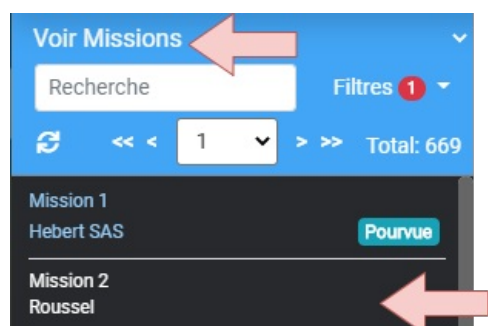 Voir Missions
Recherche Filtres 1
<< < 1 > >> Total: 669
Mission 1
Hebert SAS Pourvue
Mission 2
Roussel